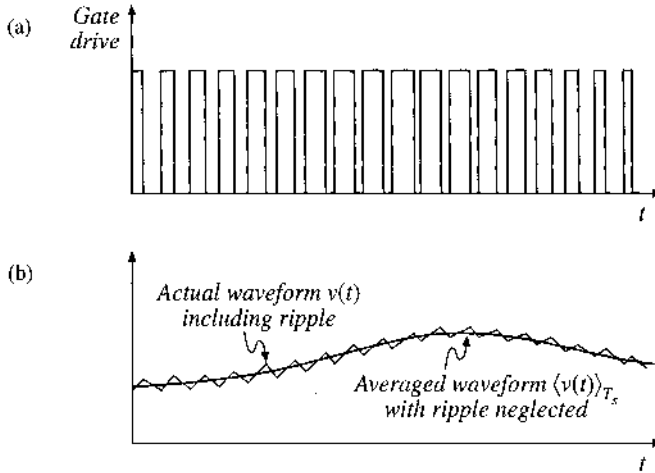 (a)
Gate
drive
t
(b)
Actual waveform v(t)
including ripple
Averaged waveform ⟨v(t)⟩Ts
with ripple neglected
t